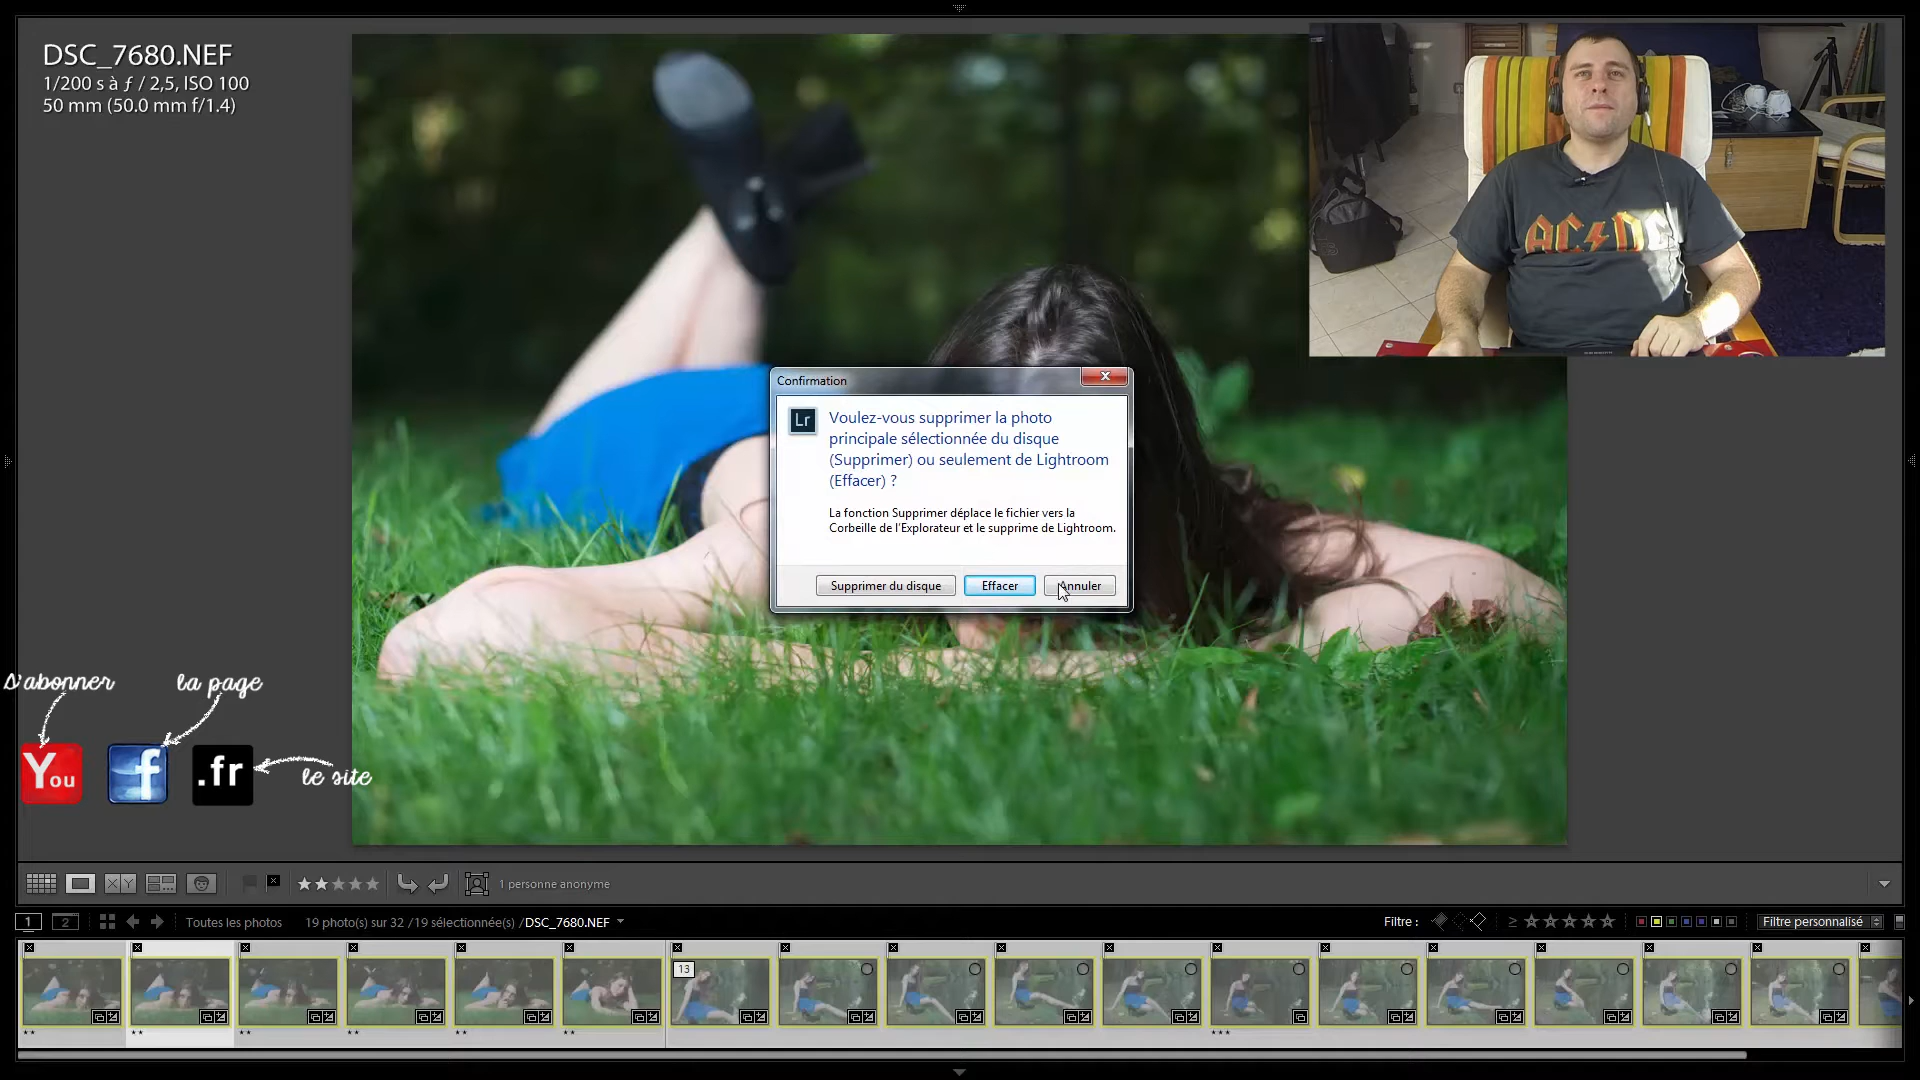 DSC_7680.NEF
1/200 s à ƒ / 2,5, ISO 100
50 mm (50.0 mm f/1.4)
AC DC
Confirmation
Lr
Voulez-vous supprimer la photo
principale sélectionnée du disque
(Supprimer) ou seulement de Lightroom
(Effacer) ?
La fonction Supprimer déplace le fichier vers la
Corbeille de l'Explorateur et le supprime de Lightroom.
Supprimer du disque
Effacer
Annuler
S'abonner
la page
You
f
.fr
le site
X Y
1 personne anonyme
1
2
Toutes les photos
19 photo(s) sur 32 /19 sélectionnée(s) /DSC_7680.NEF
Filtre :
≥
Filtre personnalisé
13